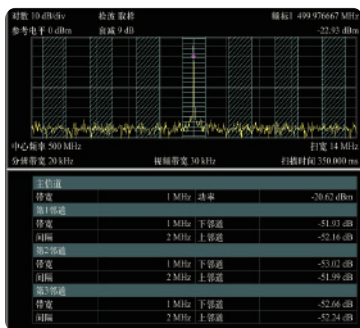 对数 10 dB/div 检波 取样 频标1 499.976667 MHz
参考电平 0 dBm 衰减 9 dB -22.93 dBm
中心频率 500 MHz 扫宽 14 MHz
分辨带宽 20 kHz 视频带宽 30 kHz 扫描时间 350.000 ms
主信道
带宽 1 MHz 功率 -20.62 dBm
第1邻道
带宽 1 MHz 下邻道 -51.93 dB
间隔 2 MHz 上邻道 -52.16 dB
第2邻道
带宽 1 MHz 下邻道 -53.02 dB
间隔 2 MHz 上邻道 -51.99 dB
第3邻道
带宽 1 MHz 下邻道 -52.66 dB
间隔 2 MHz 上邻道 -52.24 dB